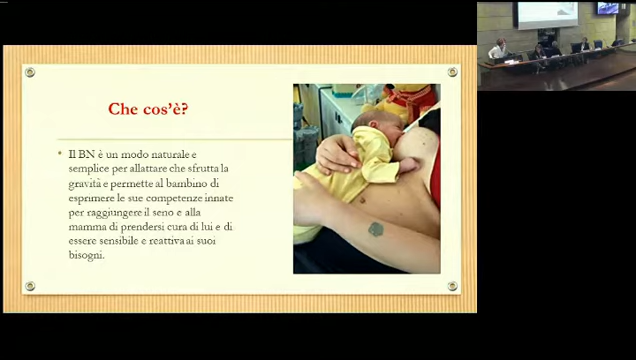 Che cos'è?
• Il BN è un modo naturale e
semplice per allattare che sfrutta la
gravità e permette al bambino di
esprimere le sue competenze innate
per raggiungere il seno e alla
mamma di prendersi cura di lui e di
essere sensibile e reattiva ai suoi
bisogni.